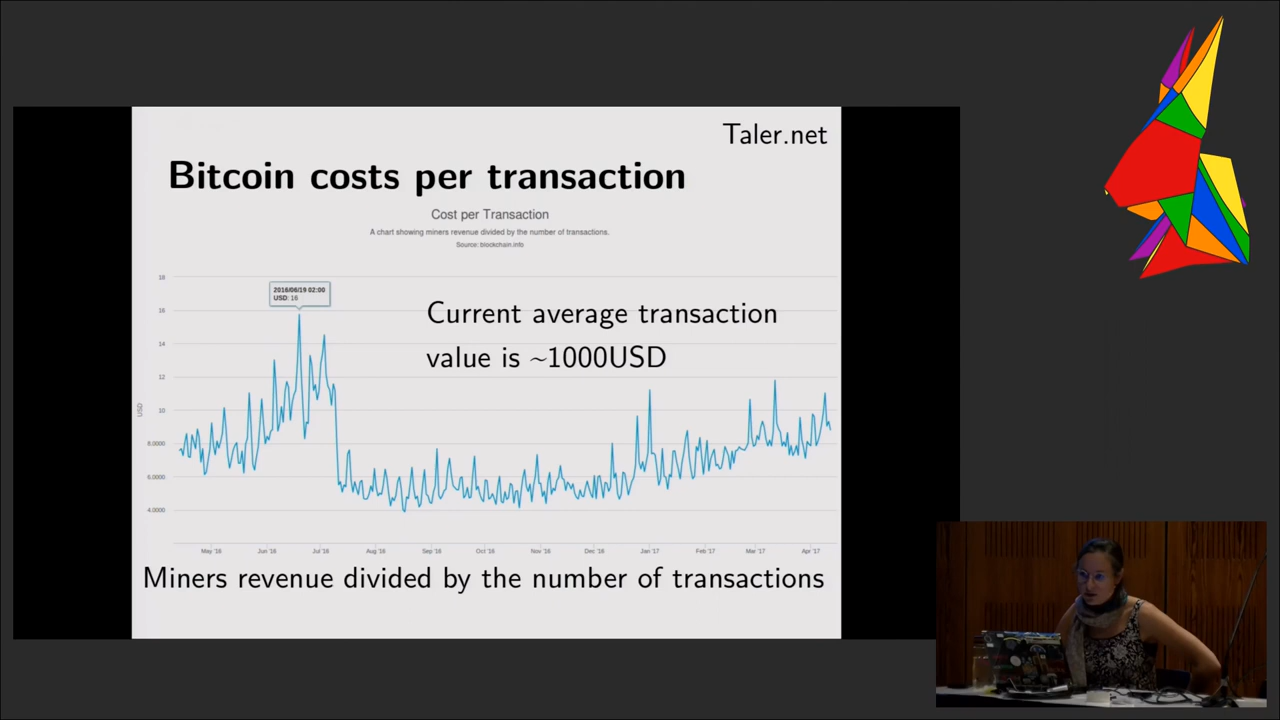 Taler.net
Bitcoin costs per transaction
Cost per Transaction
A chart showing miners revenue divided by the number of transactions.
Source: blockchain.info
18
2016/06/19 02:00
USD: 16
16
Current average transaction
14
value is ~1000USD
12
10
USD
8.0000
6.0000
4.0000
May '16 Jun '16 Jul '16 Aug '16 Sep '16 Oct '16 Nov '16 Dec '16 Jan '17 Feb '17 Mar '17 Apr '17
Miners revenue divided by the number of transactions